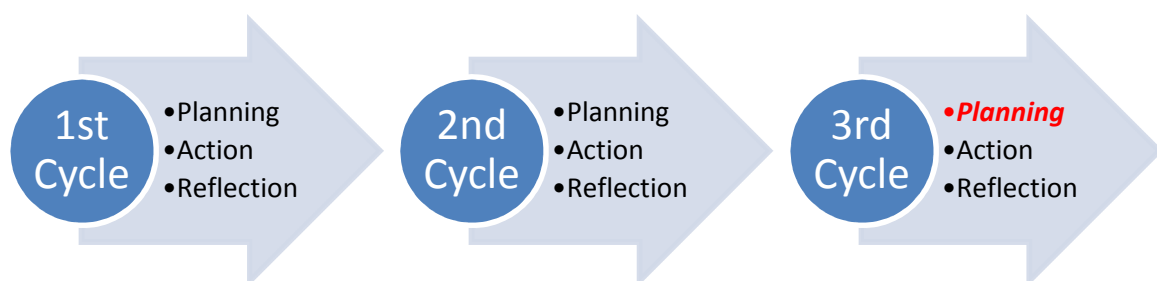 1st
Cycle
•Planning
•Action
•Reflection
2nd
Cycle
•Planning
•Action
•Reflection
3rd
Cycle
•Planning
•Action
•Reflection